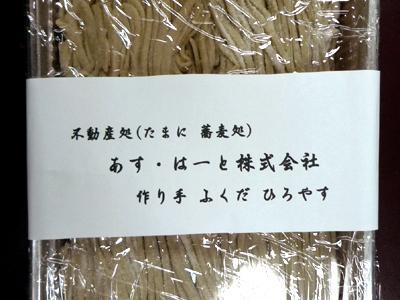 不動産処(たまに 蕎麦処)
あす・はーと株式会社
作り手 ふくだ ひろやす